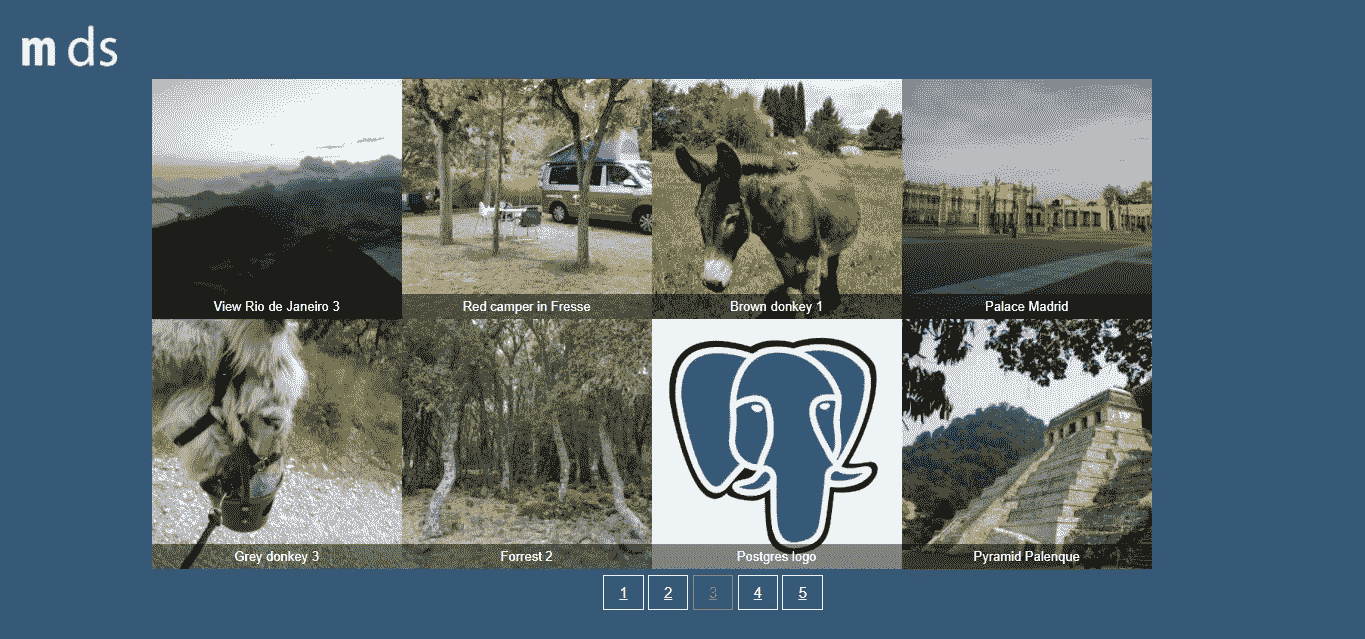 m ds
View Rio de Janeiro 3
Red camper in Fresse
Brown donkey 1
Palace Madrid
Grey donkey 3
Forrest 2
Postgres logo
Pyramid Palenque
1 2 3 4 5